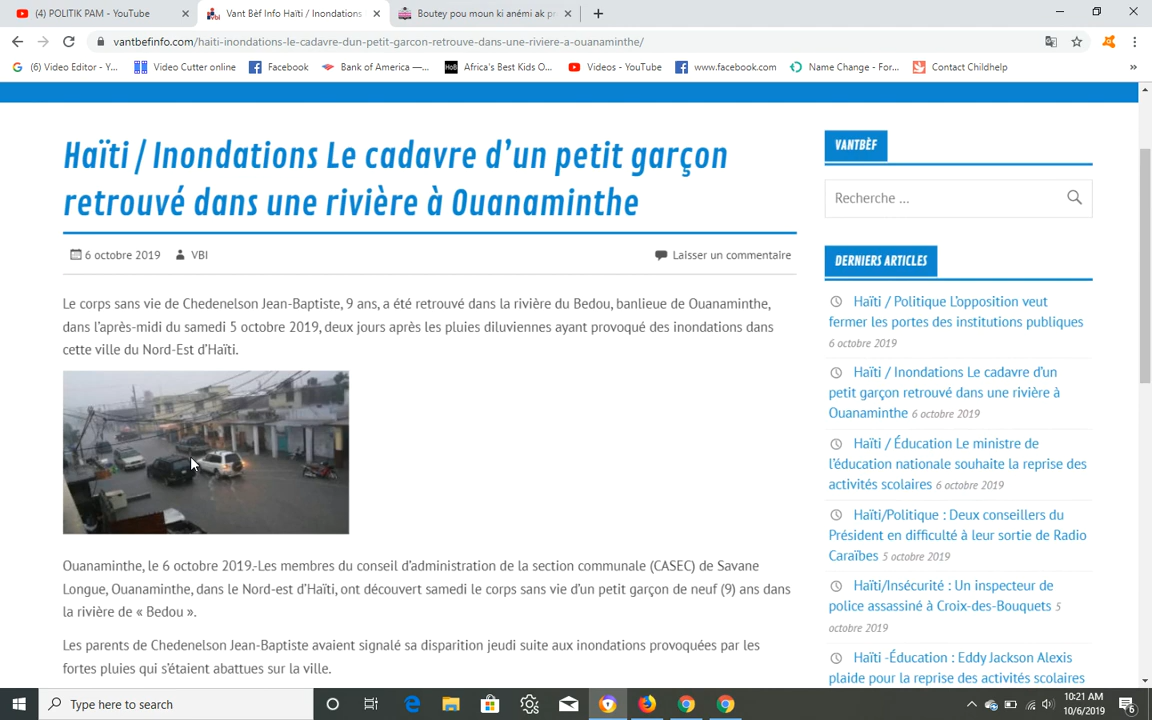 (4) POLITIK PAM - YouTube
Vant Bèf Info Haïti / Inondations
Boutey pou moun ki anémi ak pr
vantbefinfo.com/haiti-inondations-le-cadavre-dun-petit-garcon-retrouve-dans-une-riviere-a-ouanaminthe/
(6) Video Editor - Y...
Video Cutter online
Facebook
Bank of America —...
Africa's Best Kids O...
Videos - YouTube
www.facebook.com
Name Change - For...
Contact Childhelp
»
Haïti / Inondations Le cadavre d'un petit garçon
retrouvé dans une rivière à Ouanaminthe
6 octobre 2019 VBI Laisser un commentaire
Le corps sans vie de Chedenelson Jean-Baptiste, 9 ans, a été retrouvé dans la rivière du Bedou, banlieue de Ouanaminthe,
dans l'après-midi du samedi 5 octobre 2019, deux jours après les pluies diluviennes ayant provoqué des inondations dans
cette ville du Nord-Est d'Haïti.
Ouanaminthe, le 6 octobre 2019.-Les membres du conseil d'administration de la section communale (CASEC) de Savane
Longue, Ouanaminthe, dans le Nord-est d'Haïti, ont découvert samedi le corps sans vie d'un petit garçon de neuf (9) ans dans
la rivière de « Bedou ».
Les parents de Chedenelson Jean-Baptiste avaient signalé sa disparition jeudi suite aux inondations provoquées par les
fortes pluies qui s'étaient abattues sur la ville.
VANTBÈF
Recherche ...
DERNIERS ARTICLES
Haïti / Politique L'opposition veut
fermer les portes des institutions publiques
6 octobre 2019
Haïti / Inondations Le cadavre d'un
petit garçon retrouvé dans une rivière à
Ouanaminthe 6 octobre 2019
Haïti / Éducation Le ministre de
l'éducation nationale souhaite la reprise des
activités scolaires 6 octobre 2019
Haïti/Politique : Deux conseillers du
Président en difficulté à leur sortie de Radio
Caraïbes 5 octobre 2019
Haïti/Insécurité : Un inspecteur de
police assassiné à Croix-des-Bouquets 5
octobre 2019
Haïti -Éducation : Eddy Jackson Alexis
plaide pour la reprise des activités scolaires
Type here to search
10:21 AM
10/6/2019
6